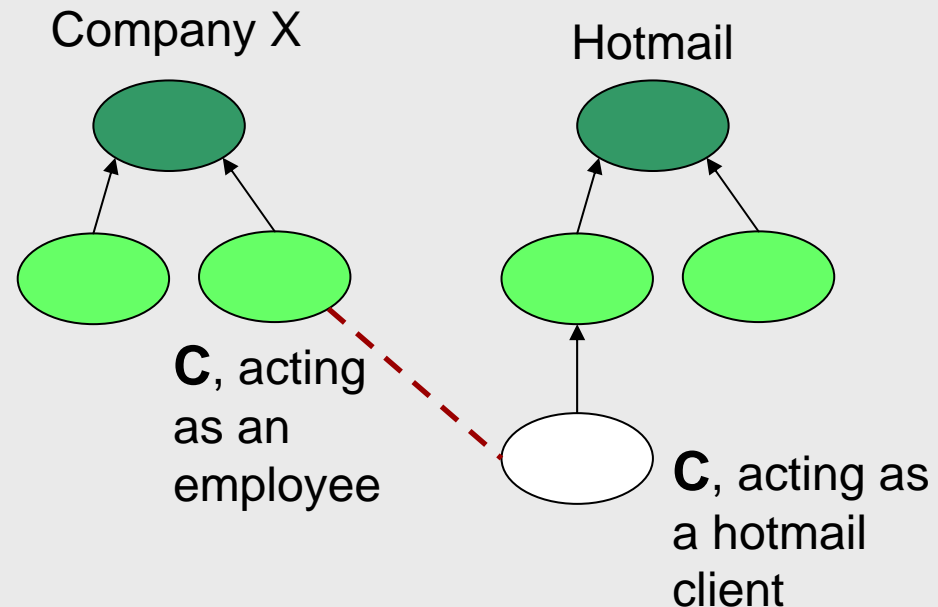 Company X
Hotmail
C, acting
as an
employee
C, acting as
a hotmail
client